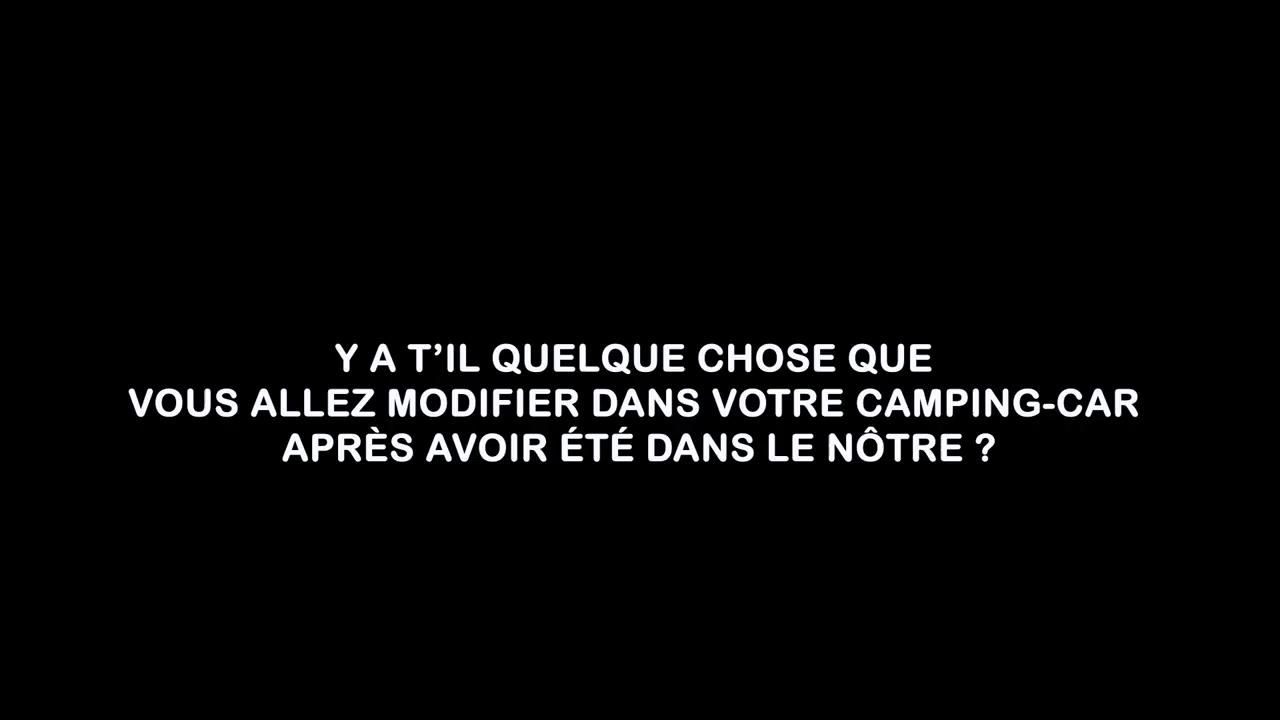 Y A T’IL QUELQUE CHOSE QUE
VOUS ALLEZ MODIFIER DANS VOTRE CAMPING-CAR
APRÈS AVOIR ÉTÉ DANS LE NÔTRE ?